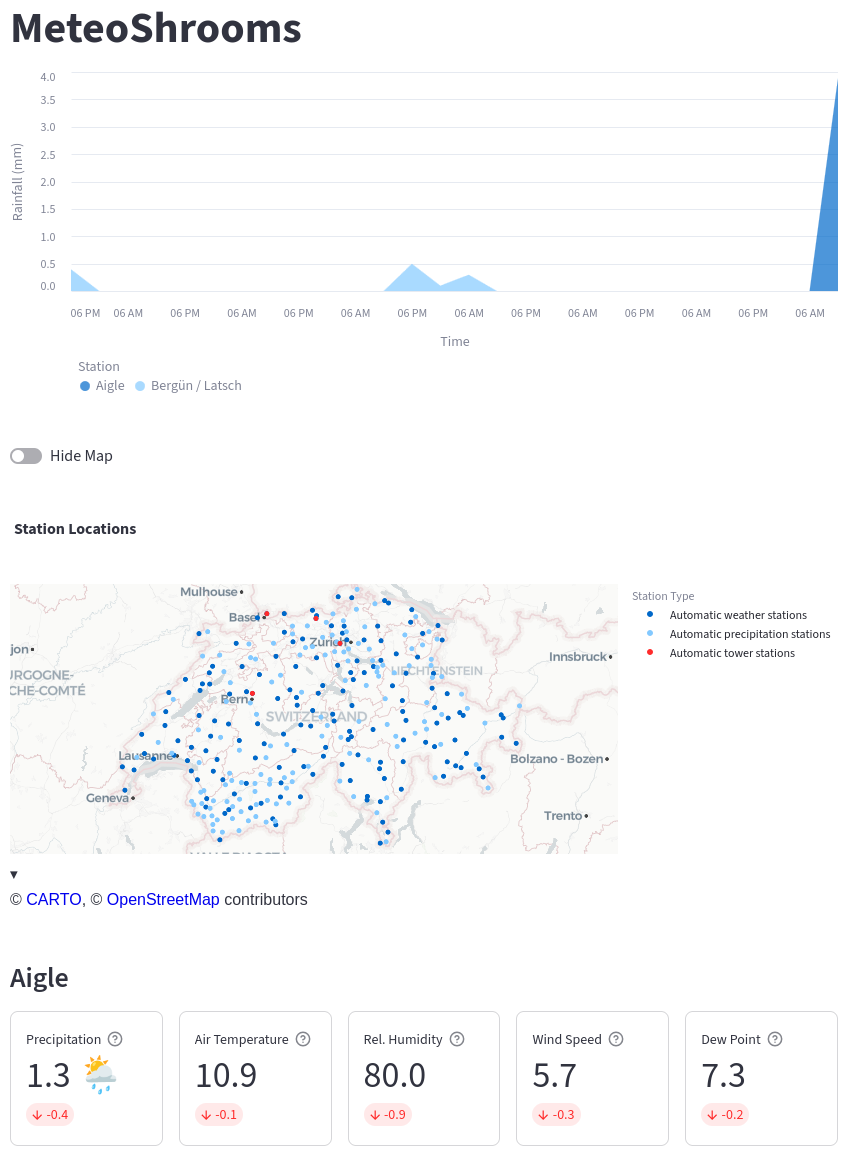 MeteoShrooms
4.0
3.5
3.0
2.5
2.0
1.5
1.0
0.5
0.0
Rainfall (mm)
06 PM 06 AM 06 PM 06 AM 06 PM 06 AM 06 PM 06 AM 06 PM 06 AM 06 PM 06 AM 06 PM 06 AM
Time
Station
Aigle Bergün / Latsch
Hide Map
Station Locations
Mulhouse
Basel
Zürich
jon
LIECHTENSTEIN
Innsbruck
URGOGNE-
CHE-COMTÉ
Bern
SWITZERLAND
Lausanne
Bolzano - Bozen
Geneva
Trento
VALLE D'AOSTA
Station Type
Automatic weather stations
Automatic precipitation stations
Automatic tower stations
▼
© CARTO, © OpenStreetMap contributors
Aigle
Precipitation ?
1.3 🌦️
↓ -0.4
Air Temperature ?
10.9
↓ -0.1
Rel. Humidity ?
80.0
↓ -0.9
Wind Speed ?
5.7
↓ -0.3
Dew Point ?
7.3
↓ -0.2